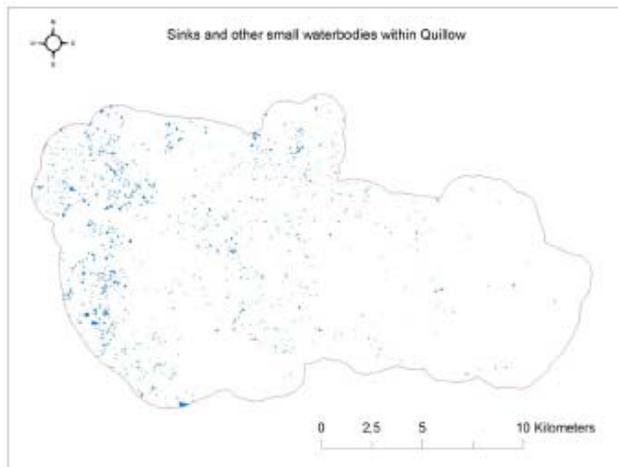 Sinks and other small waterbodies within Quillow
N
W E
S
0 2,5 5 10 Kilometers